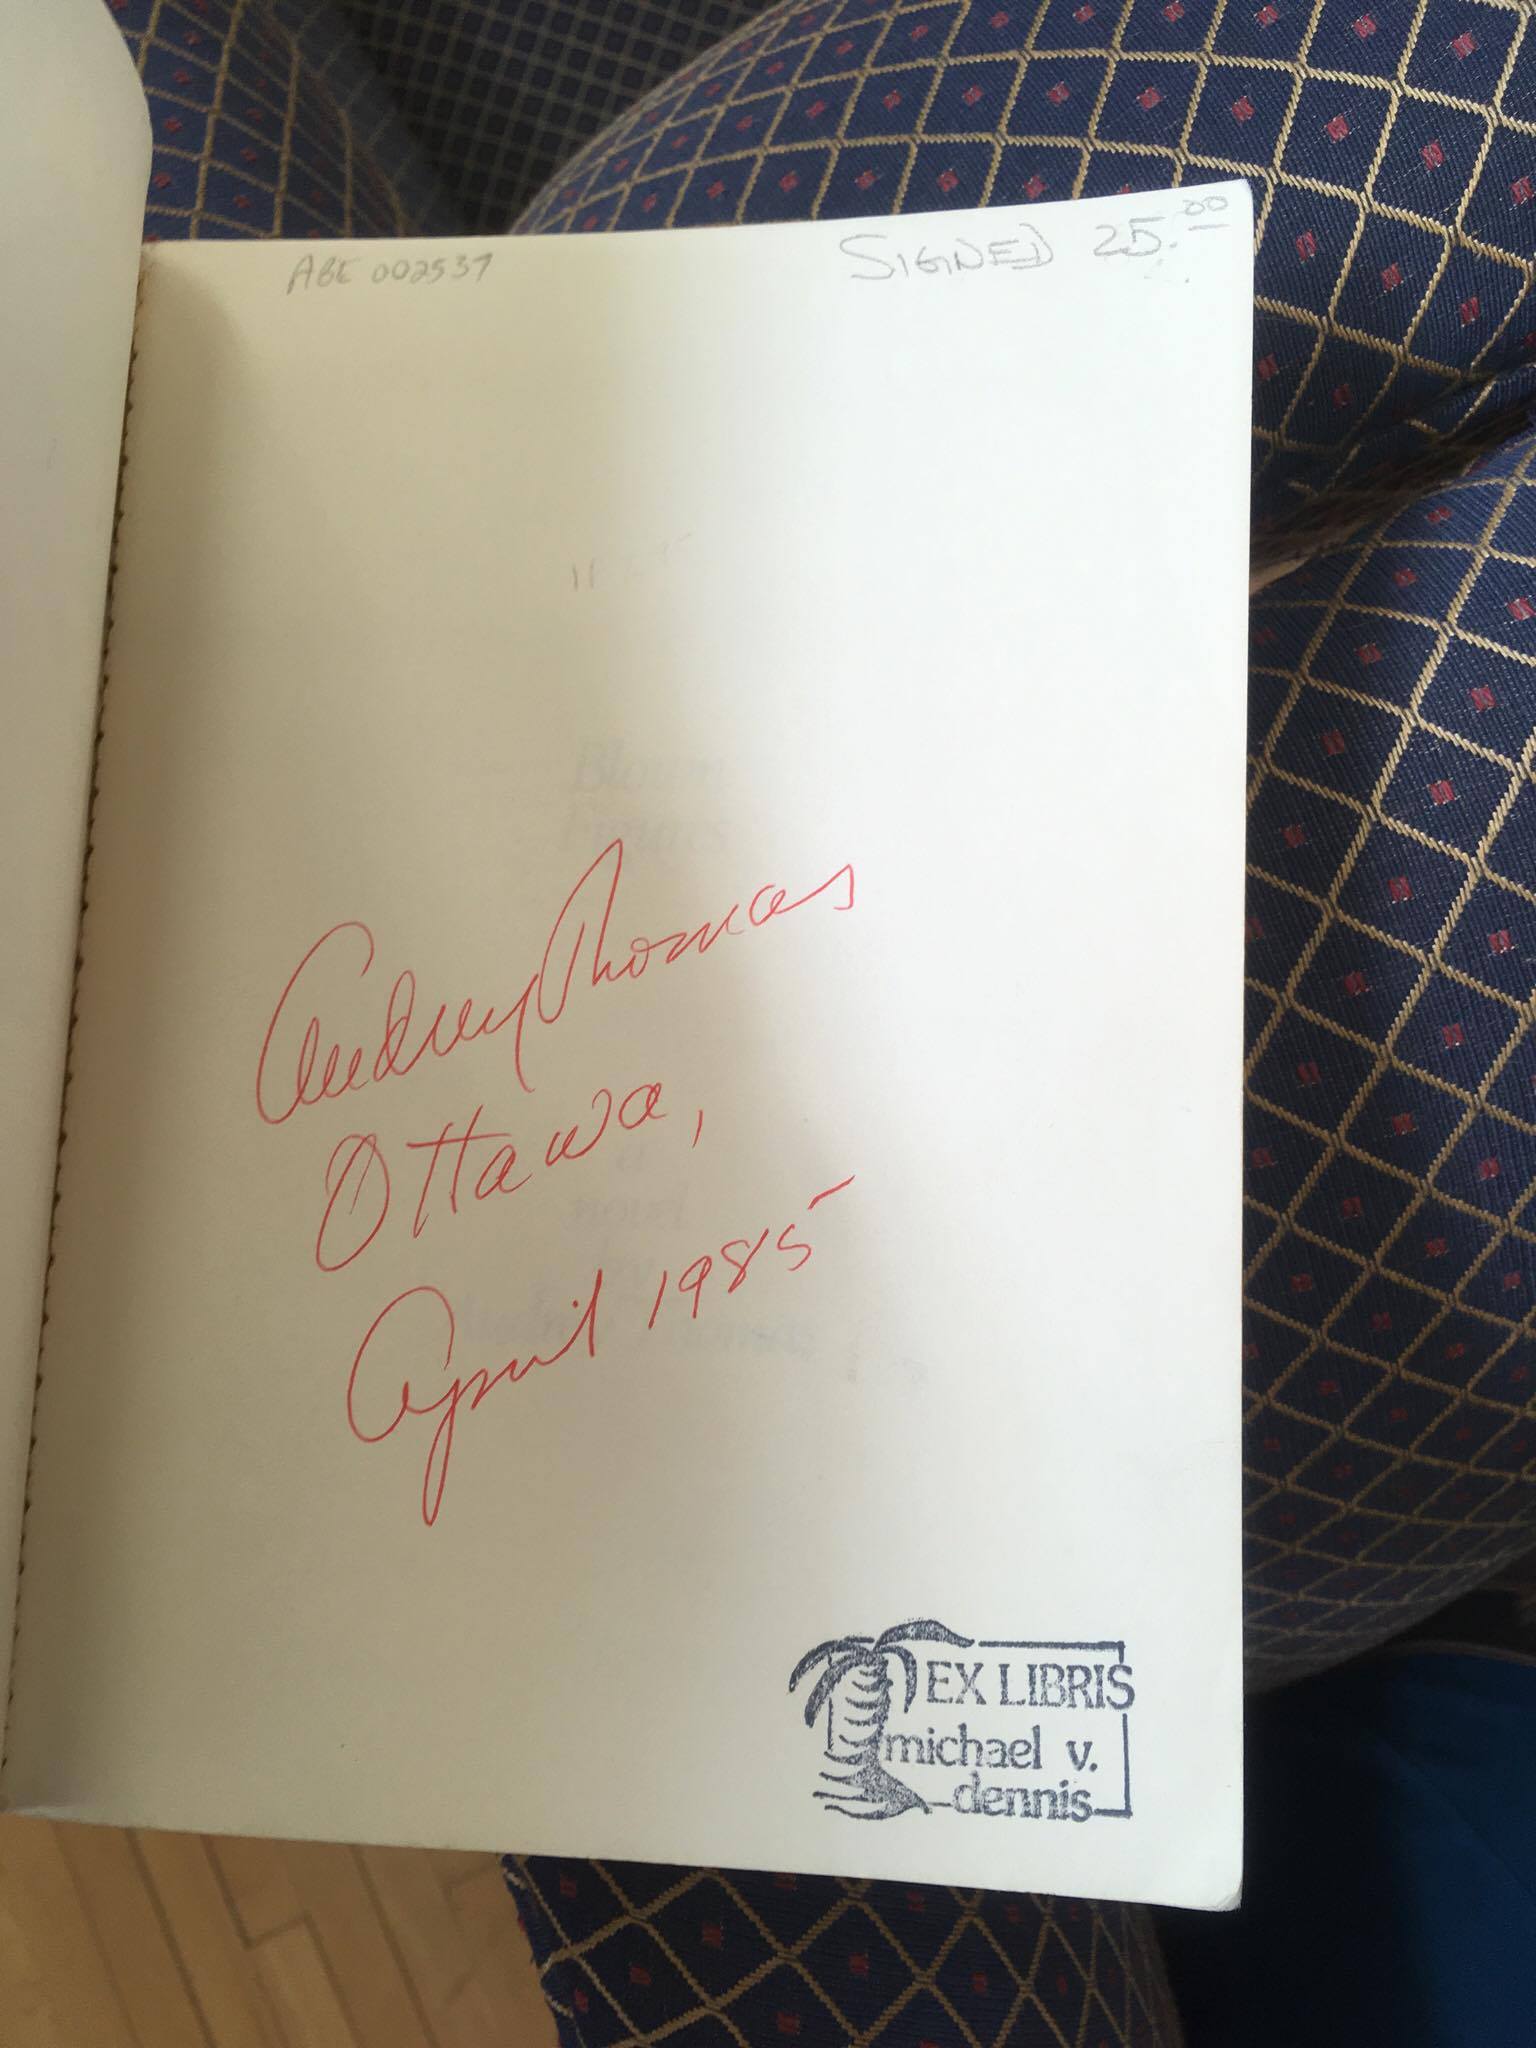 ABE 002537
SIGNED 25.00
Audrey Thomas
Ottawa,
April 1985
EX LIBRIS
michael v.
dennis